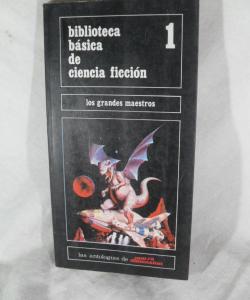 biblioteca
básica
de
ciencia ficción
1
los grandes maestros
las antologías de